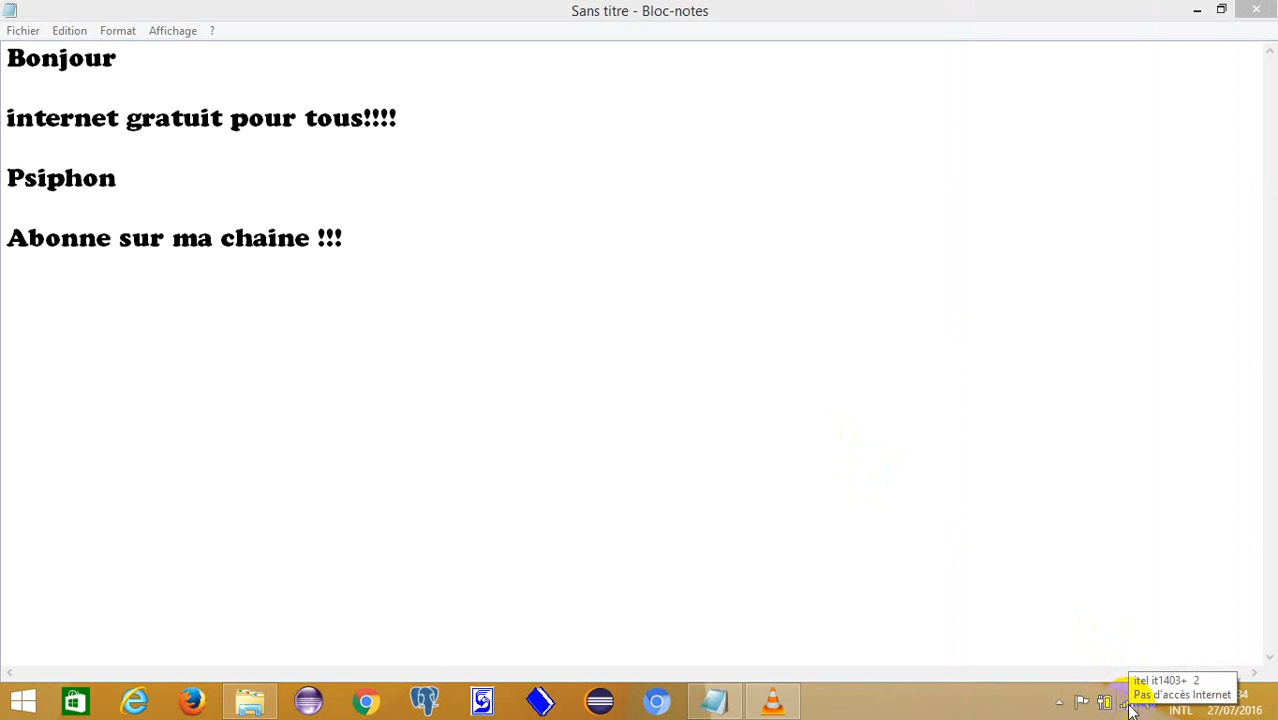 Sans titre - Bloc-notes
Fichier Edition Format Affichage ?
Bonjour
internet gratuit pour tous!!!!
Psiphon
Abonne sur ma chaine !!!
itel it1403+ 2
Pas d'accès Internet
34
INTL 27/07/2016